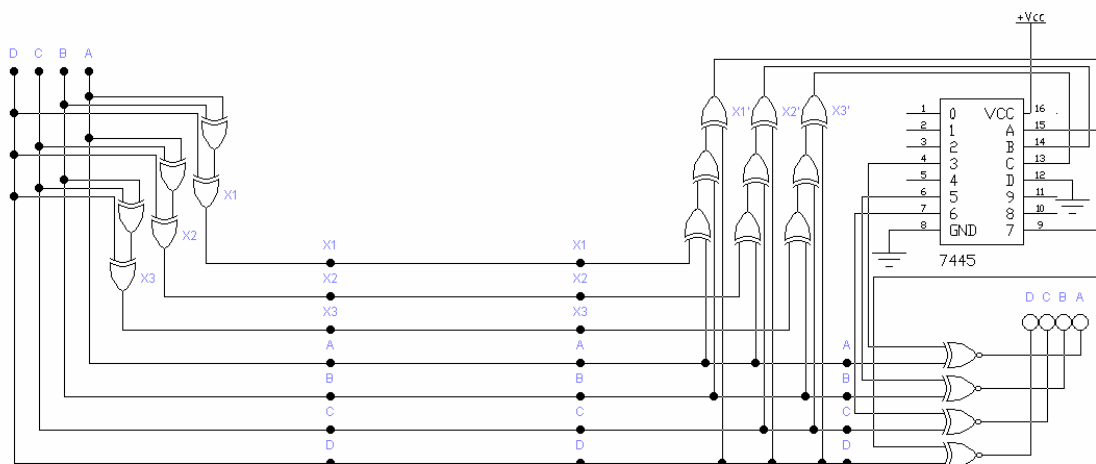 +Vcc
D C B A
X1' X2' X3'
1 0 VCC 16
2 1 A 15
3 2 B 14
4 3 C 13
5 4 D 12
6 5 9 11
7 6 8 10
8 GND 7 9
7445
X1
X2
X3
X1 X1
X2 X2
X3 X3
D C B A
A A A
B B B
C C C
D D D